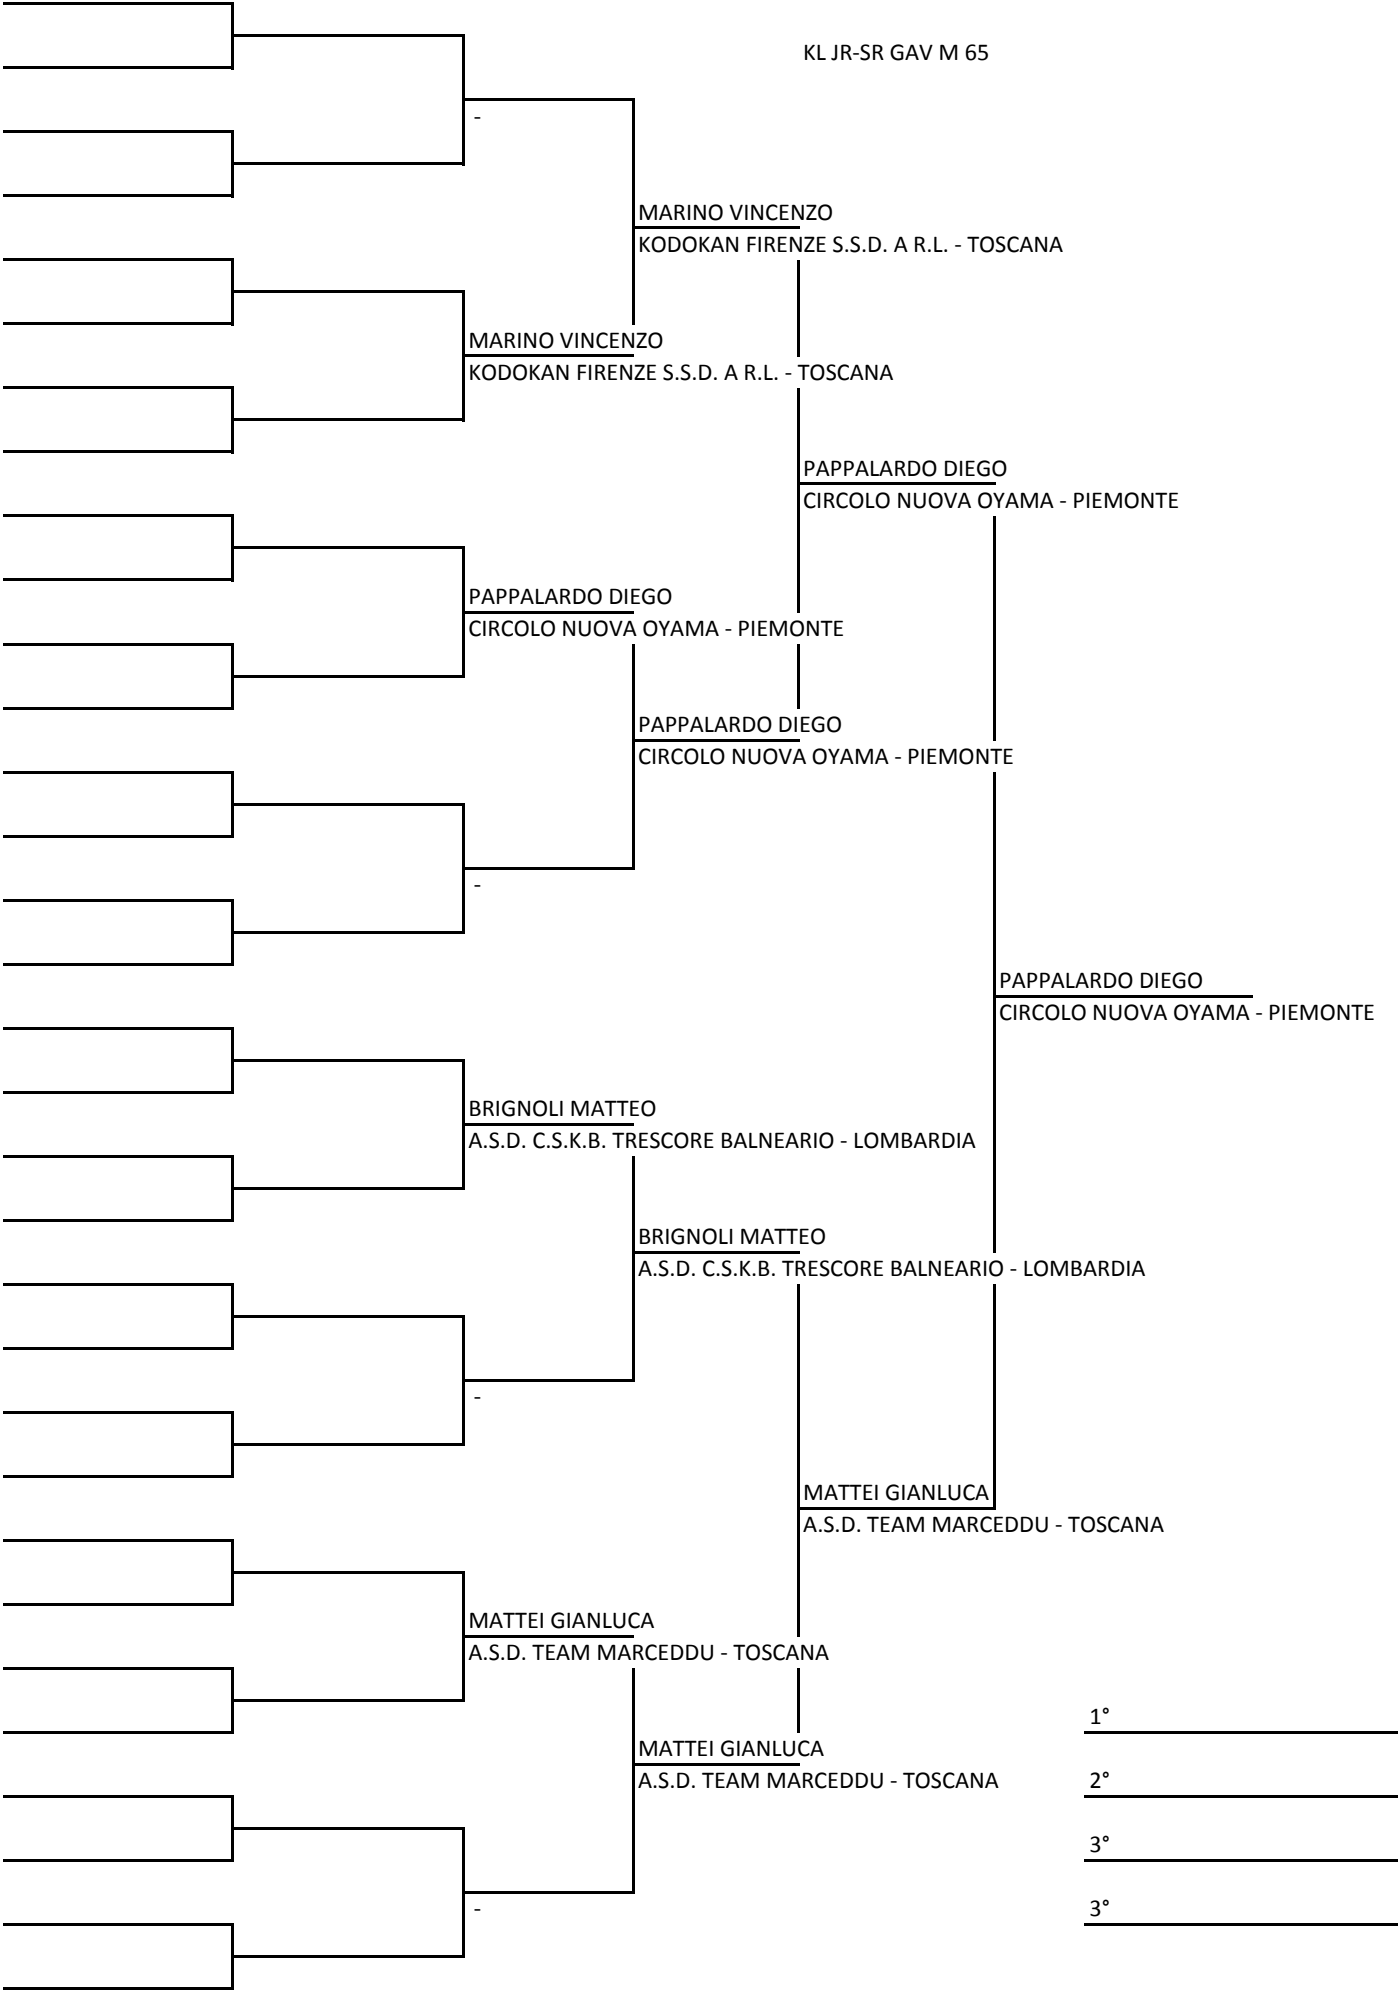 KL JR-SR GAV M 65
-
MARINO VINCENZO
KODOKAN FIRENZE S.S.D. A R.L. - TOSCANA
MARINO VINCENZO
KODOKAN FIRENZE S.S.D. A R.L. - TOSCANA
PAPPALARDO DIEGO
CIRCOLO NUOVA OYAMA - PIEMONTE
PAPPALARDO DIEGO
CIRCOLO NUOVA OYAMA - PIEMONTE
PAPPALARDO DIEGO
CIRCOLO NUOVA OYAMA - PIEMONTE
-
PAPPALARDO DIEGO
CIRCOLO NUOVA OYAMA - PIEMONTE
BRIGNOLI MATTEO
A.S.D. C.S.K.B. TRESCORE BALNEARIO - LOMBARDIA
BRIGNOLI MATTEO
A.S.D. C.S.K.B. TRESCORE BALNEARIO - LOMBARDIA
-
MATTEI GIANLUCA
A.S.D. TEAM MARCEDDU - TOSCANA
MATTEI GIANLUCA
A.S.D. TEAM MARCEDDU - TOSCANA
1°
MATTEI GIANLUCA
A.S.D. TEAM MARCEDDU - TOSCANA
2°
3°
-
3°